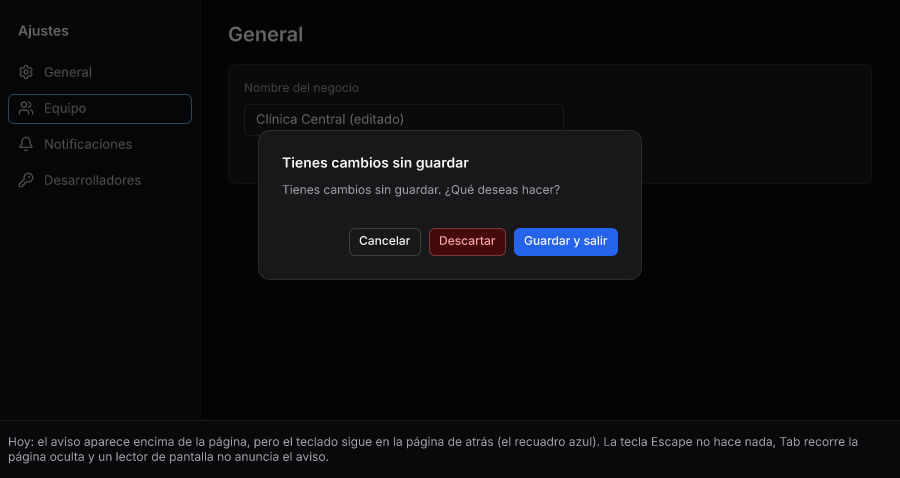 Ajustes
General
Equipo
Notificaciones
Desarrolladores
General
Nombre del negocio
Clínica Central (editado)
Tienes cambios sin guardar
Tienes cambios sin guardar. ¿Qué deseas hacer?
Cancelar
Descartar
Guardar y salir
Hoy: el aviso aparece encima de la página, pero el teclado sigue en la página de atrás (el recuadro azul). La tecla Escape no hace nada, Tab recorre la
página oculta y un lector de pantalla no anuncia el aviso.